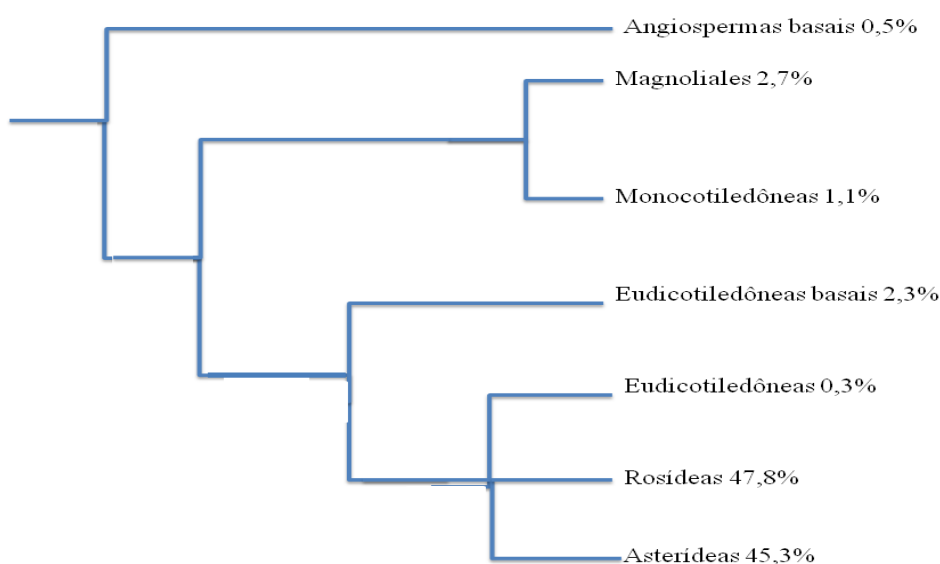 Angiospermas basais 0,5%
Magnoliales 2,7%
Monocotiledôneas 1,1%
Eudicotiledôneas basais 2,3%
Eudicotiledôneas 0,3%
Rosídeas 47,8%
Asterídeas 45,3%